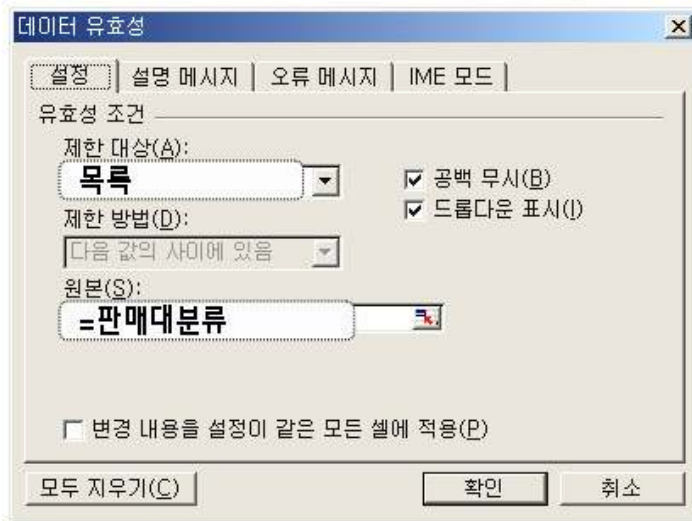 데이터 유효성
설정 설명 메시지 오류 메시지 IME 모드
유효성 조건
제한 대상(A):
목록
공백 무시(B)
드롭다운 표시(I)
제한 방법(D):
다음 값의 사이에 있음
원본(S):
=판매대분류
변경 내용을 설정이 같은 모든 셀에 적용(P)
모두 지우기(C) 확인 취소